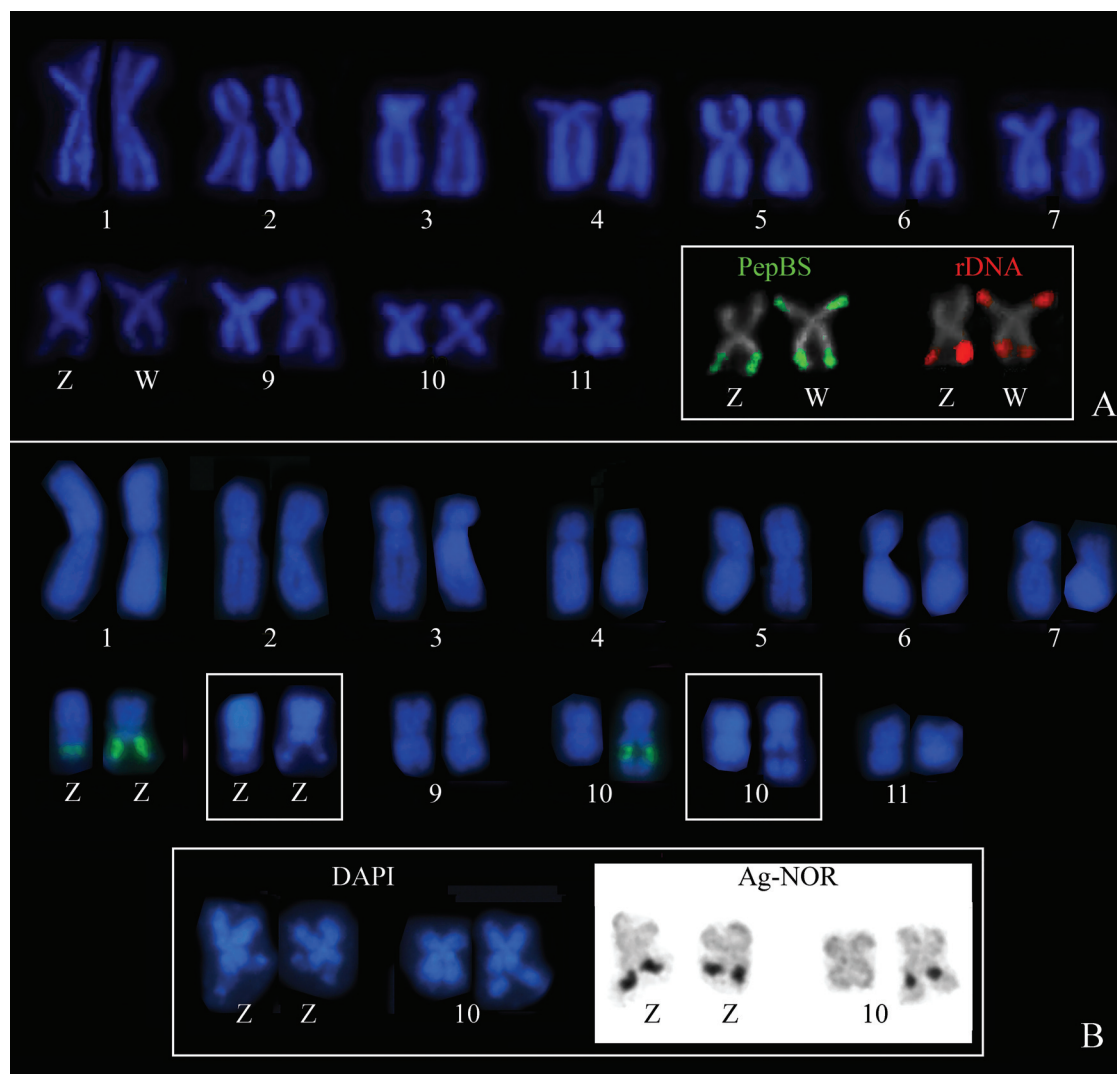 1 2 3 4 5 6 7
PepBS rDNA
Z W 9 10 11 Z W Z W
A
1 2 3 4 5 6 7
Z Z Z Z 9 10 10 11
DAPI Ag-NOR
Z Z 10 Z Z 10
B